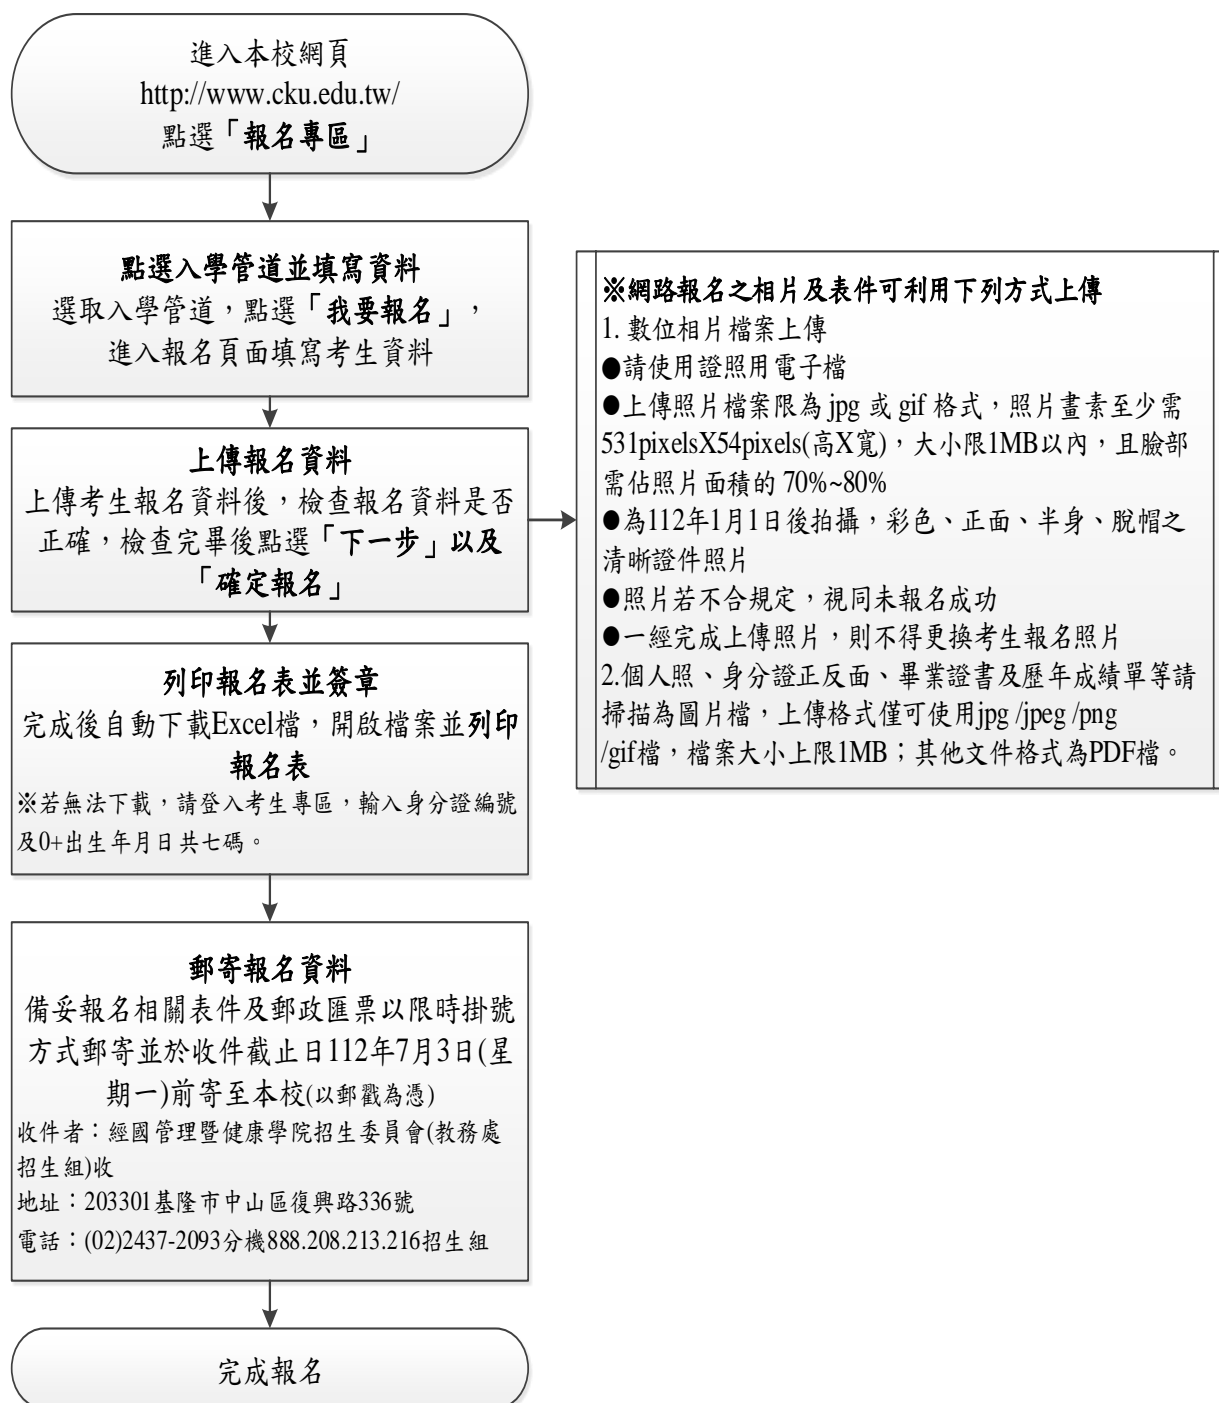 進入本校網頁
http://www.cku.edu.tw/
點選「報名專區」
點選入學管道並填寫資料
選取入學管道，點選「我要報名」，
進入報名頁面填寫考生資料
上傳報名資料
上傳考生報名資料後，檢查報名資料是否
正確，檢查完畢後點選「下一步」以及
「確定報名」
※網路報名之相片及表件可利用下列方式上傳
1. 數位相片檔案上傳
●請使用證照用電子檔
●上傳照片檔案限為 jpg 或 gif 格式，照片畫素至少需
531pixelsX54pixels(高X寬)，大小限1MB以內，且臉部
需佔照片面積的 70%~80%
●為112年1月1日後拍攝，彩色、正面、半身、脫帽之
清晰證件照片
●照片若不合規定，視同未報名成功
●一經完成上傳照片，則不得更換考生報名照片
2.個人照、身分證正反面、畢業證書及歷年成績單等請
掃描為圖片檔，上傳格式僅可使用jpg /jpeg /png
/gif檔，檔案大小上限1MB；其他文件格式為PDF檔。
列印報名表並簽章
完成後自動下載Excel檔，開啟檔案並列印
報名表
※若無法下載，請登入考生專區，輸入身分證編號
及0+出生年月日共七碼。
郵寄報名資料
備妥報名相關表件及郵政匯票以限時掛號
方式郵寄並於收件截止日112年7月3日(星
期一)前寄至本校(以郵戳為憑)
收件者：經國管理暨健康學院招生委員會(教務處
招生組)收
地址：203301基隆市中山區復興路336號
電話：(02)2437-2093分機888.208.213.216招生組
完成報名